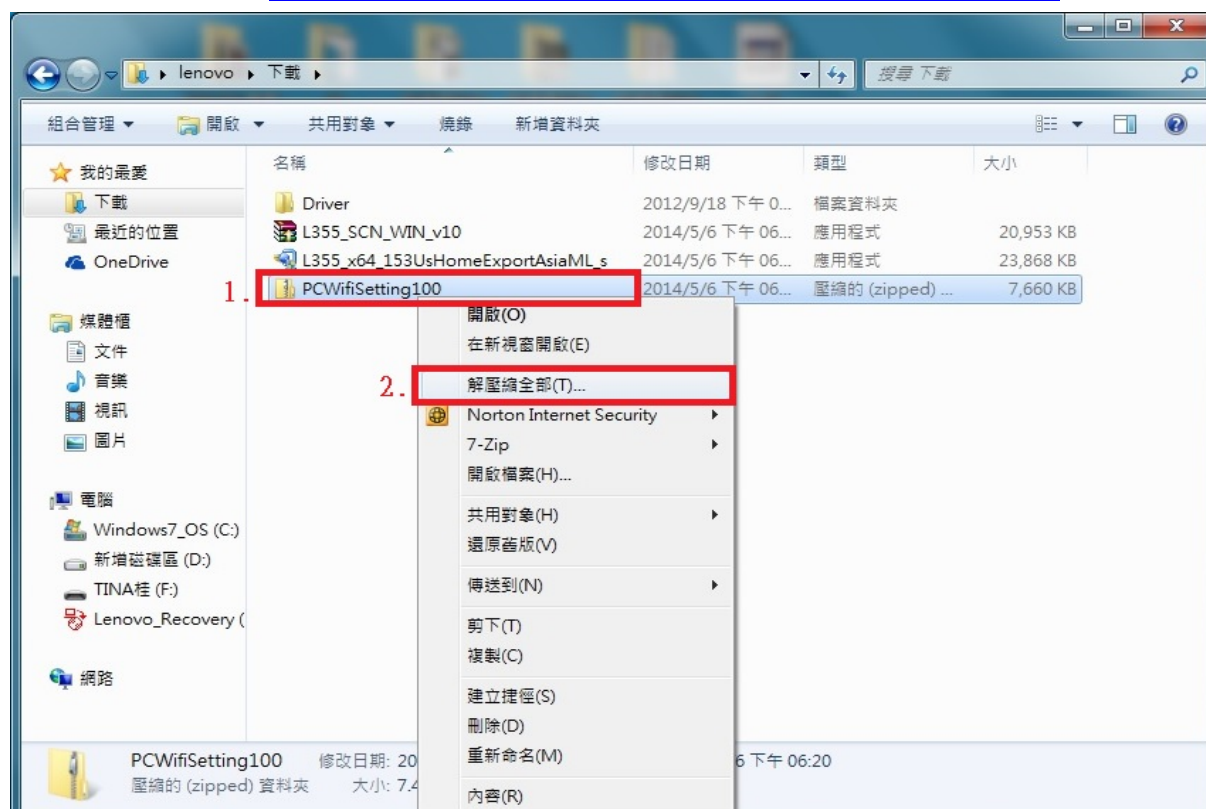 lenovo ▸ 下載 ▸
搜尋 下載
組合管理 開啟 共用對象 燒錄 新增資料夾
我的最愛
下載
最近的位置
OneDrive
媒體櫃
文件
音樂
視訊
圖片
電腦
Windows7_OS (C:)
新增磁碟區 (D:)
TINA桂 (F:)
Lenovo_Recovery (
網路
名稱 修改日期 類型 大小
Driver 2012/9/18 下午 0... 檔案資料夾
L355_SCN_WIN_v10 2014/5/6 下午 06... 應用程式 20,953 KB
L355_x64_153UsHomeExportAsiaML_s 2014/5/6 下午 06... 應用程式 23,868 KB
1. PCWifiSetting100 2014/5/6 下午 06... 壓縮的 (zipped) ... 7,660 KB
開啟(O)
在新視窗開啟(E)
2. 解壓縮全部(T)...
Norton Internet Security
7-Zip
開啟檔案(H)...
共用對象(H)
還原舊版(V)
傳送到(N)
剪下(T)
複製(C)
建立捷徑(S)
刪除(D)
重新命名(M)
內容(R)
PCWifiSetting100 修改日期: 20 6 下午 06:20
壓縮的 (zipped) 資料夾 大小: 7.4